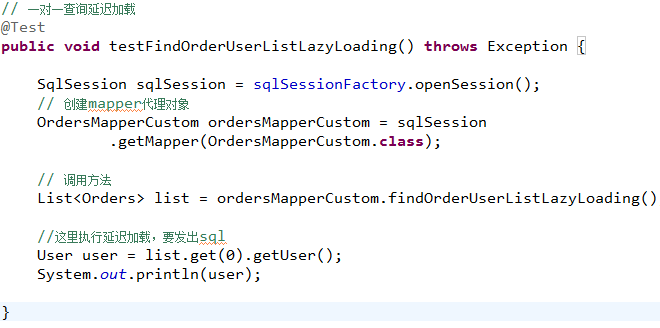 // 一对一查询延迟加载
@Test
public void testFindOrderUserListLazyLoading() throws Exception {
SqlSession sqlSession = sqlSessionFactory.openSession();
// 创建mapper代理对象
OrdersMapperCustom ordersMapperCustom = sqlSession
.getMapper(OrdersMapperCustom.class);
// 调用方法
List<Orders> list = ordersMapperCustom.findOrderUserListLazyLoading()
//这里执行延迟加载，要发出sql
User user = list.get(0).getUser();
System.out.println(user);
}